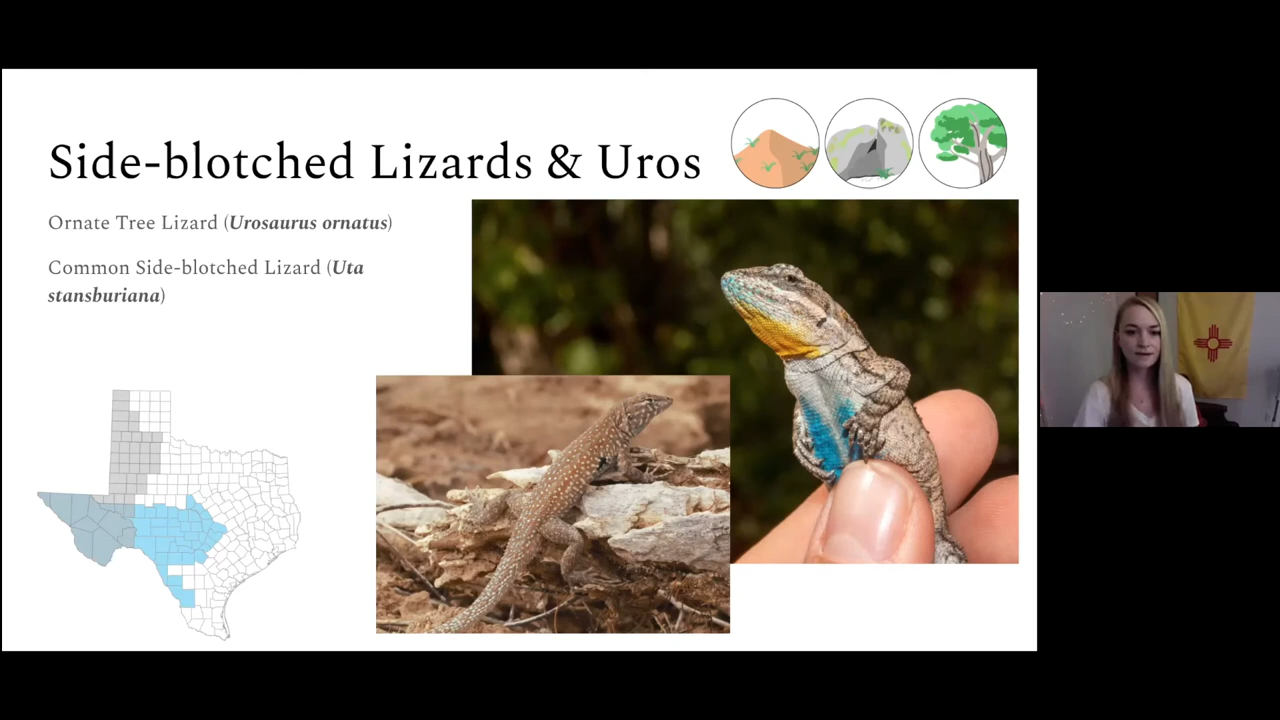 Side-blotched Lizards & Uros
Ornate Tree Lizard (Urosaurus ornatus)
Common Side-blotched Lizard (Uta
stansburiana)